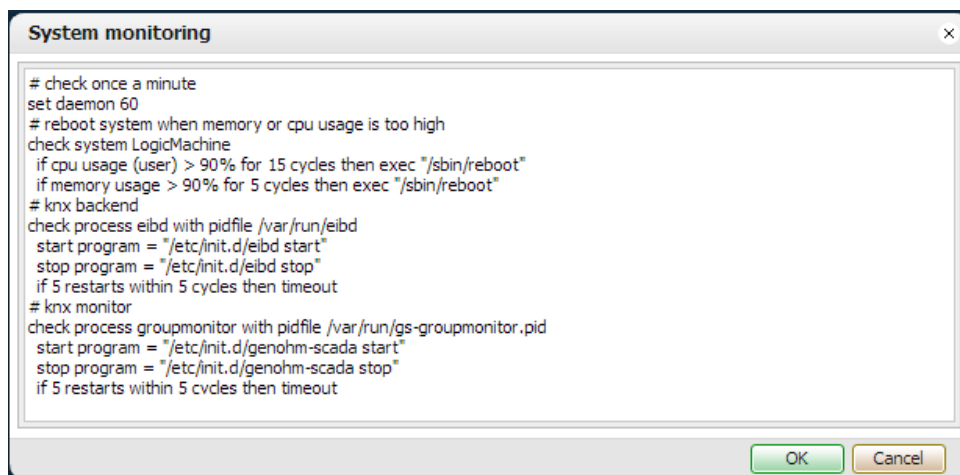 System monitoring
# check once a minute
set daemon 60
# reboot system when memory or cpu usage is too high
check system LogicMachine
if cpu usage (user) > 90% for 15 cycles then exec "/sbin/reboot"
if memory usage > 90% for 5 cycles then exec "/sbin/reboot"
# knx backend
check process eibd with pidfile /var/run/eibd
start program = "/etc/init.d/eibd start"
stop program = "/etc/init.d/eibd stop"
if 5 restarts within 5 cycles then timeout
# knx monitor
check process groupmonitor with pidfile /var/run/gs-groupmonitor.pid
start program = "/etc/init.d/genohm-scada start"
stop program = "/etc/init.d/genohm-scada stop"
if 5 restarts within 5 cycles then timeout
OK Cancel